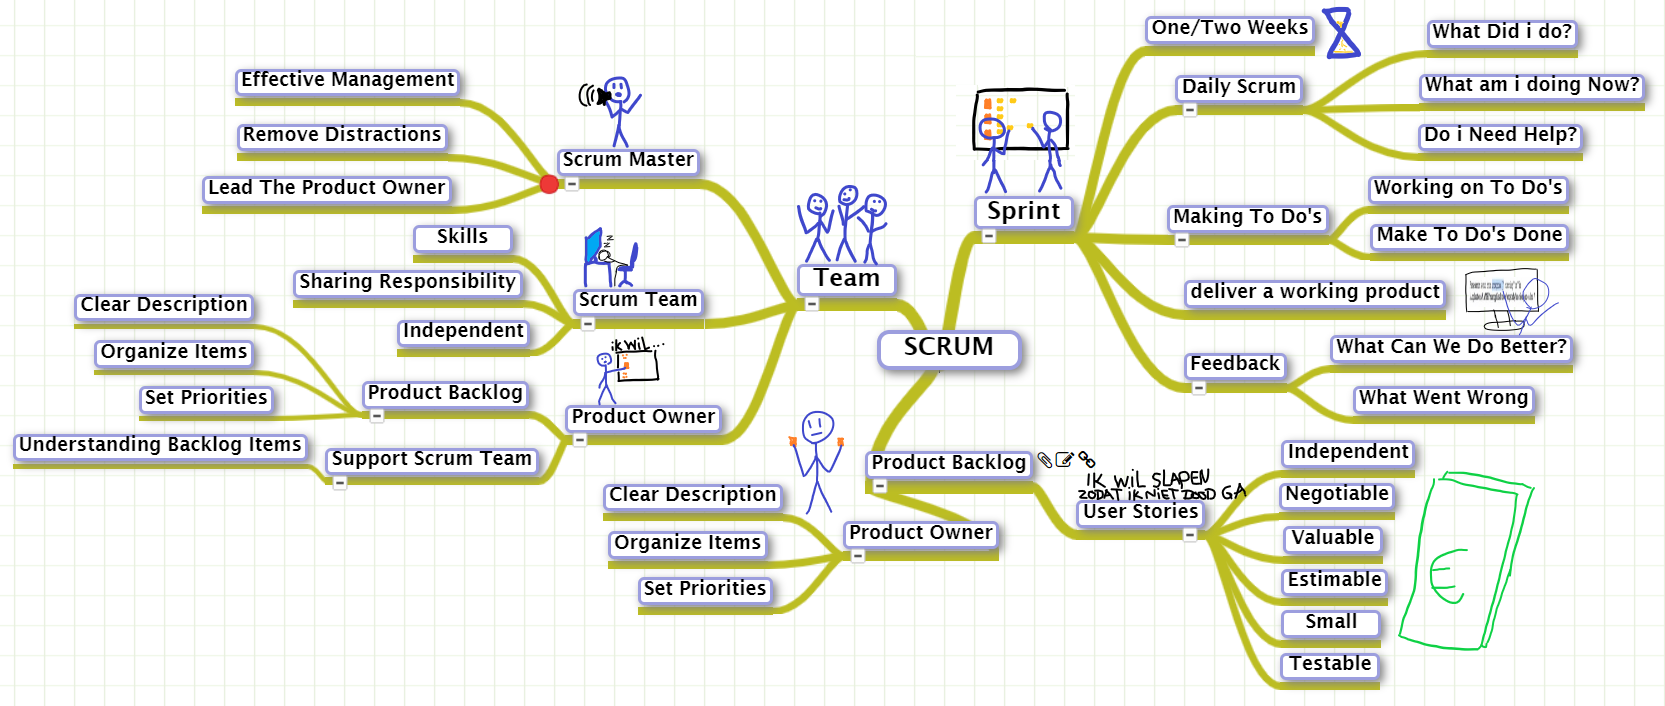 SCRUM
Team
Scrum Master
Effective Management
Remove Distractions
Lead The Product Owner
Scrum Team
Skills
Sharing Responsibility
Independent
ik WiL...
Product Owner
Product Backlog
Clear Description
Organize Items
Set Priorities
Support Scrum Team
Understanding Backlog Items
Sprint
One/Two Weeks
Daily Scrum
What Did i do?
What am i doing Now?
Do i Need Help?
Making To Do's
Working on To Do's
Make To Do's Done
deliver a working product
Feedback
What Can We Do Better?
What Went Wrong
Product Backlog
IK WiL SLAPEN
ZODAT IK NiET DOOD GA
User Stories
Independent
Negotiable
Valuable
Estimable
Small
Testable
€
Product Owner
Clear Description
Organize Items
Set Priorities